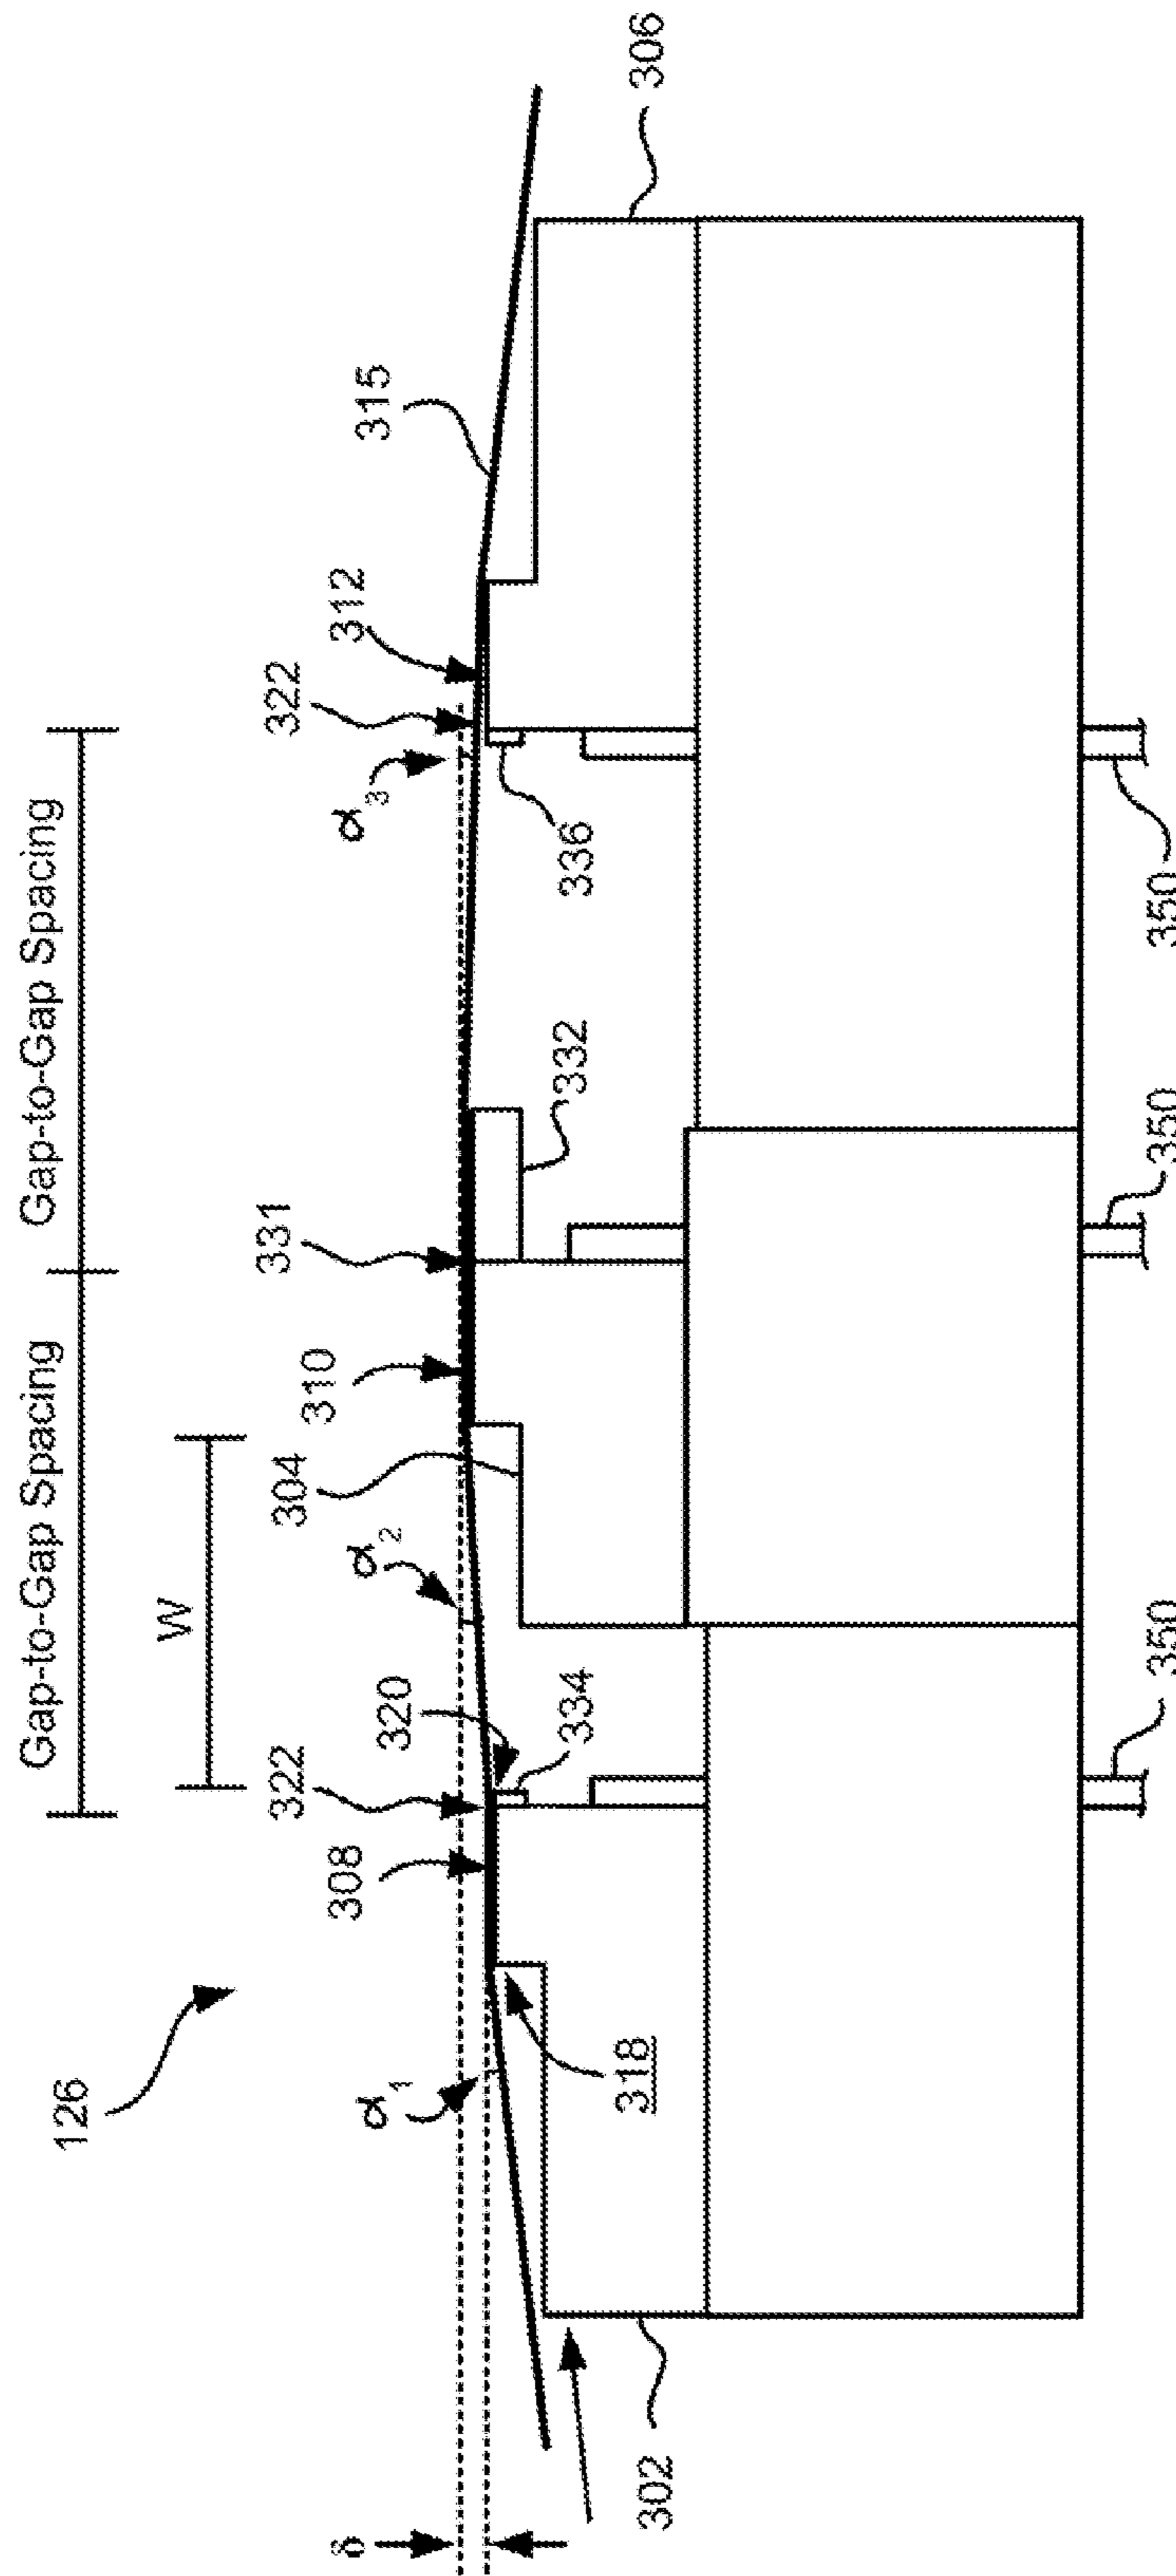 Gap-to-Gap Spacing
Gap-to-Gap Spacing
W
126
δ
α1
308
322
320
334
α2
304
310
331
332
α3
336
322
312
315
306
318
302
350
350
350